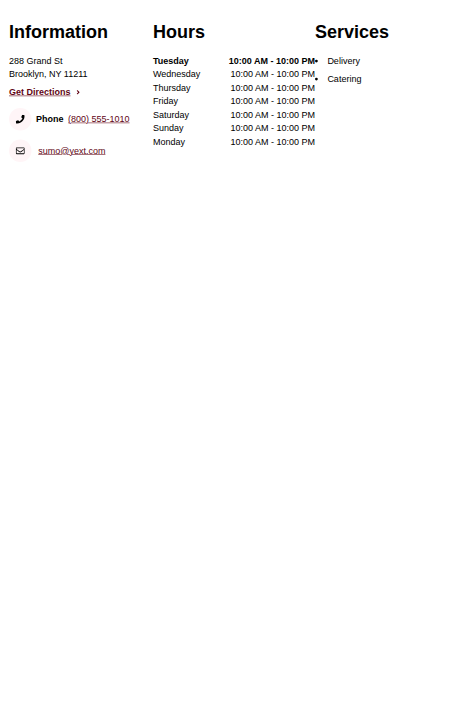 Information
288 Grand St
Brooklyn, NY 11211
Get Directions
Phone (800) 555-1010
sumo@yext.com
Hours
Tuesday 10:00 AM - 10:00 PM
Wednesday 10:00 AM - 10:00 PM
Thursday 10:00 AM - 10:00 PM
Friday 10:00 AM - 10:00 PM
Saturday 10:00 AM - 10:00 PM
Sunday 10:00 AM - 10:00 PM
Monday 10:00 AM - 10:00 PM
Services
Delivery
Catering